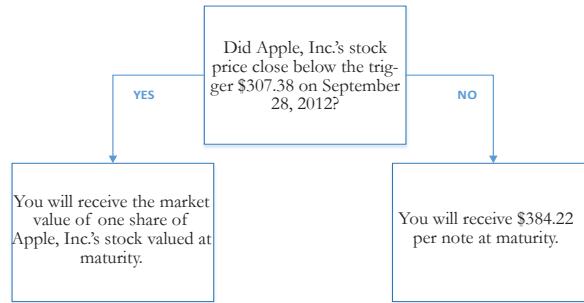 Did Apple, Inc.’s stock
price close below the trig-
ger $307.38 on September
28, 2012?
YES
NO
You will receive the market
value of one share of
Apple, Inc.’s stock valued at
maturity.
You will receive $384.22
per note at maturity.